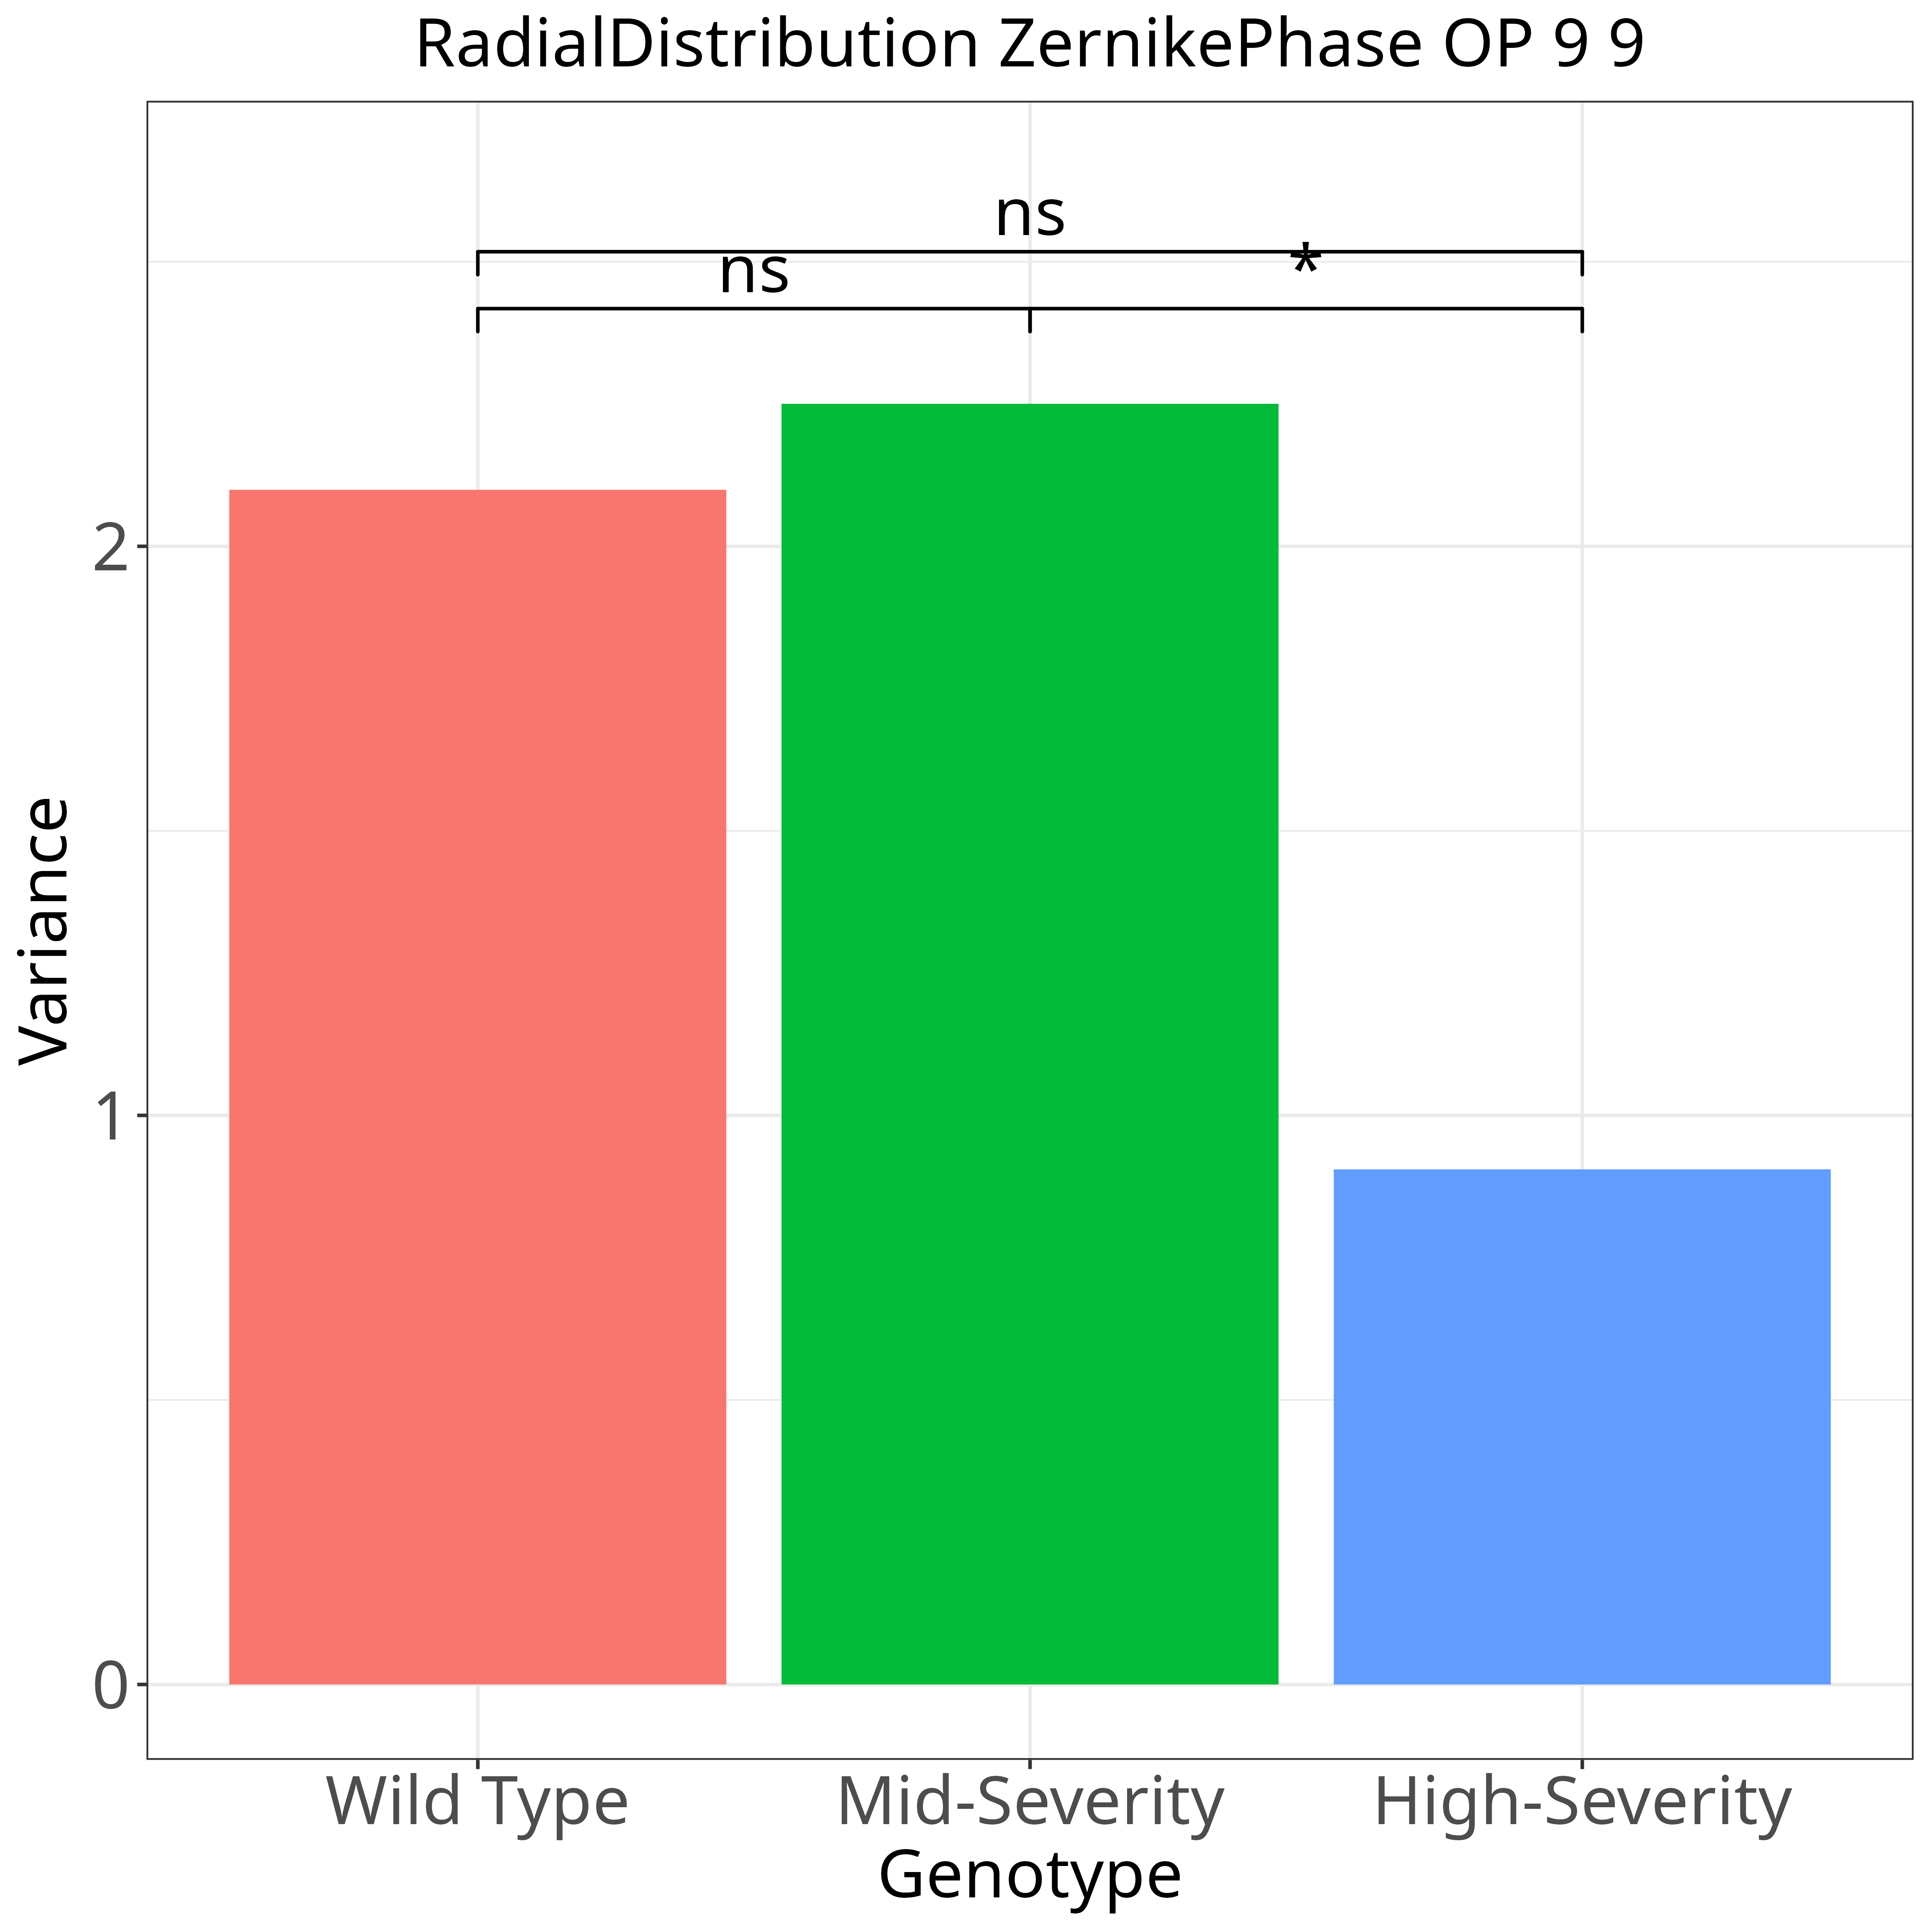 RadialDistribution ZernikePhase OP 9 9
ns
ns
*
2
1
0
Variance
Wild Type
Mid-Severity
High-Severity
Genotype